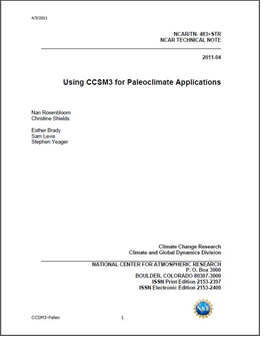 4/5/2011
NCAR/TN- 483+STR
NCAR TECHNICAL NOTE
2011-04
Using CCSM3 for Paleoclimate Applications
Nan Rosenbloom
Christine Shields
Esther Brady
Sam Levis
Stephen Yeager
Climate Change Research
Climate and Global Dynamics Division
NATIONAL CENTER FOR ATMOSPHERIC RESEARCH
P. O. Box 3000
BOULDER, COLORADO 80307-3000
ISSN Print Edition 2153-2397
ISSN Electronic Edition 2153-2400
CCSM3-Paleo 1
NSF